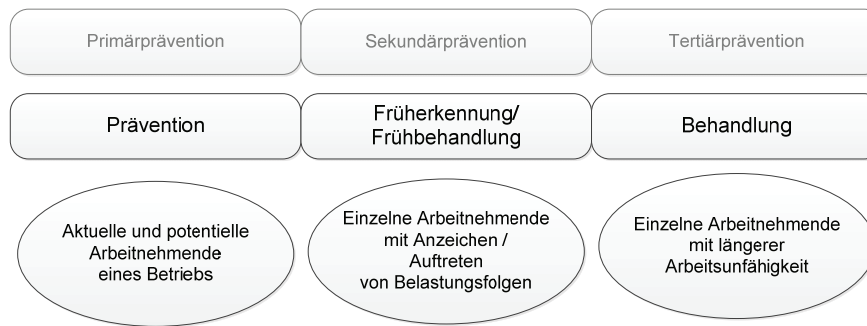 Primärprävention
Sekundärprävention
Tertiärprävention
Prävention
Früherkennung/
Frühbehandlung
Behandlung
Aktuelle und potentielle
Arbeitnehmende
eines Betriebs
Einzelne Arbeitnehmende
mit Anzeichen /
Auftreten
von Belastungsfolgen
Einzelne Arbeitnehmende
mit längerer
Arbeitsunfähigkeit